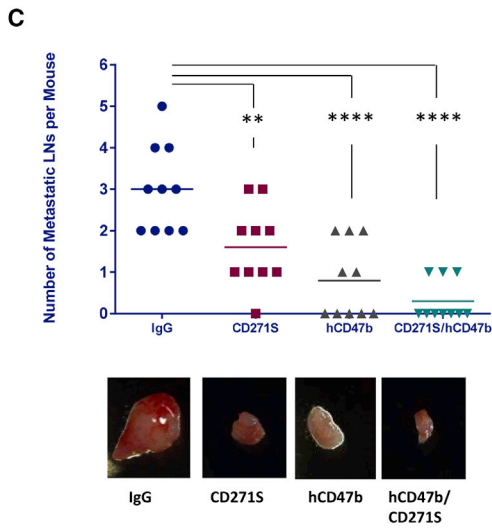 C
Number of Metastatic LNs per Mouse
6
5
4
3
2
1
0
** **** ****
IgG CD271S hCD47b CD271S/hCD47b
IgG CD271S hCD47b hCD47b/
CD271S